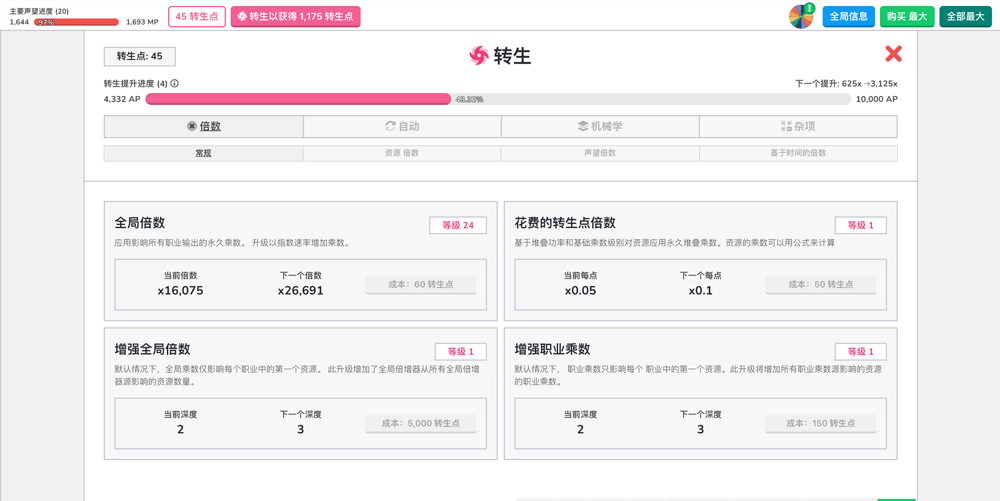 主要声望进度 (20)
1,644 97% 1,693 MP
45 转生点
转生以获得 1,175 转生点
全局信息
购买 最大
全部最大
转生点: 45
转生
转生提升进度 (4)
下一个提升: 625x →3,125x
4,332 AP 43.32% 10,000 AP
倍数
自动
机械学
杂项
常规
资源 倍数
声望倍数
基于时间的倍数
全局倍数
等级 24
应用影响所有职业输出的永久乘数。 升级以指数速率增加乘数。
当前倍数
x16,075
下一个倍数
x26,691
成本：60 转生点
花费的转生点倍数
等级 1
基于堆叠功率和基础乘数级别对资源应用永久堆叠乘数。资源的乘数可以用公式来计算
当前每点
x0.05
下一个每点
x0.1
成本：50 转生点
增强全局倍数
等级 1
默认情况下，全局乘数仅影响每个职业中的第一个资源。 此升级增加了全局倍增器从所有全局倍增
器源影响的资源数量。
当前深度
2
下一个深度
3
成本：5,000 转生点
增强职业乘数
等级 1
默认情况下， 职业乘数只影响每个 职业中的第一个资源。此升级将增加所有职业乘数源影响的资源
的职业乘数。
当前深度
2
下一个深度
3
成本：150 转生点